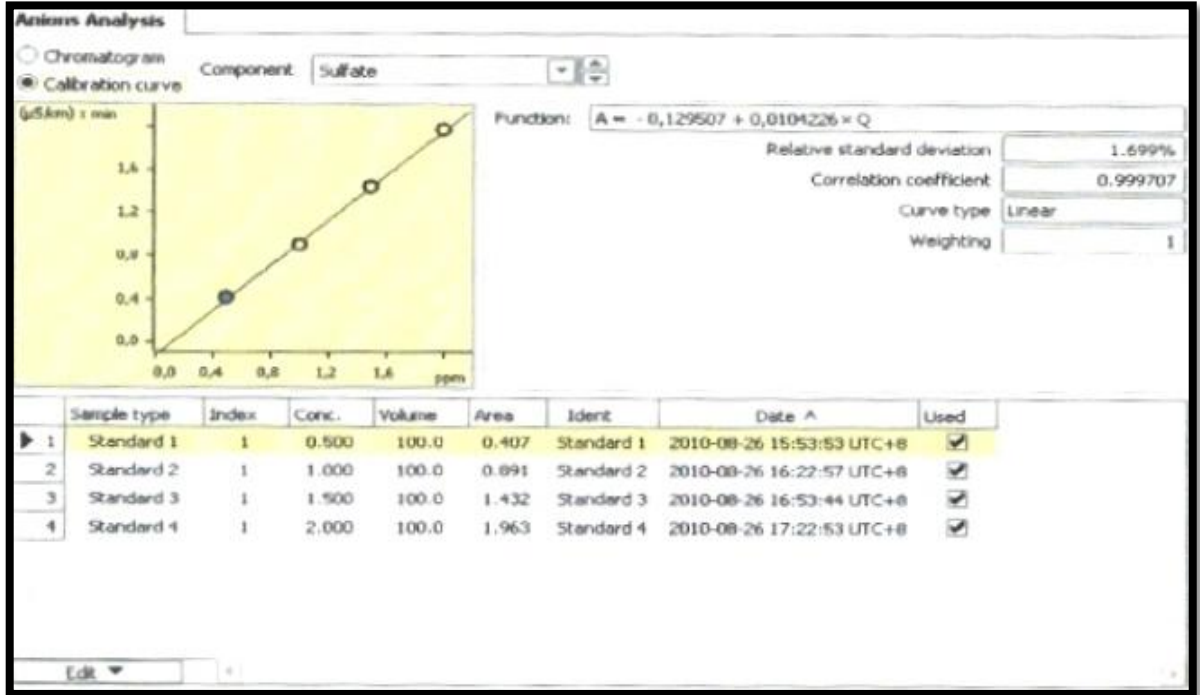 Anions Analysis
Chromatogram
Calibration curve
Component Sulfate
(µS/cm) x min
1,6
1,2
0,8
0,4
0,0
0,0 0,4 0,8 1,2 1,6 ppm
Function: A = - 0,129507 + 0,0104226 × Q
Relative standard deviation 1.699%
Correlation coefficient 0.999707
Curve type Linear
Weighting 1
Sample type Index Conc. Volume Area Ident Date ^ Used
1 Standard 1 1 0.500 100.0 0.407 Standard 1 2010-08-26 15:53:53 UTC+8
2 Standard 2 1 1.000 100.0 0.891 Standard 2 2010-08-26 16:22:57 UTC+8
3 Standard 3 1 1.500 100.0 1.432 Standard 3 2010-08-26 16:53:44 UTC+8
4 Standard 4 1 2.000 100.0 1.963 Standard 4 2010-08-26 17:22:53 UTC+8
Edit